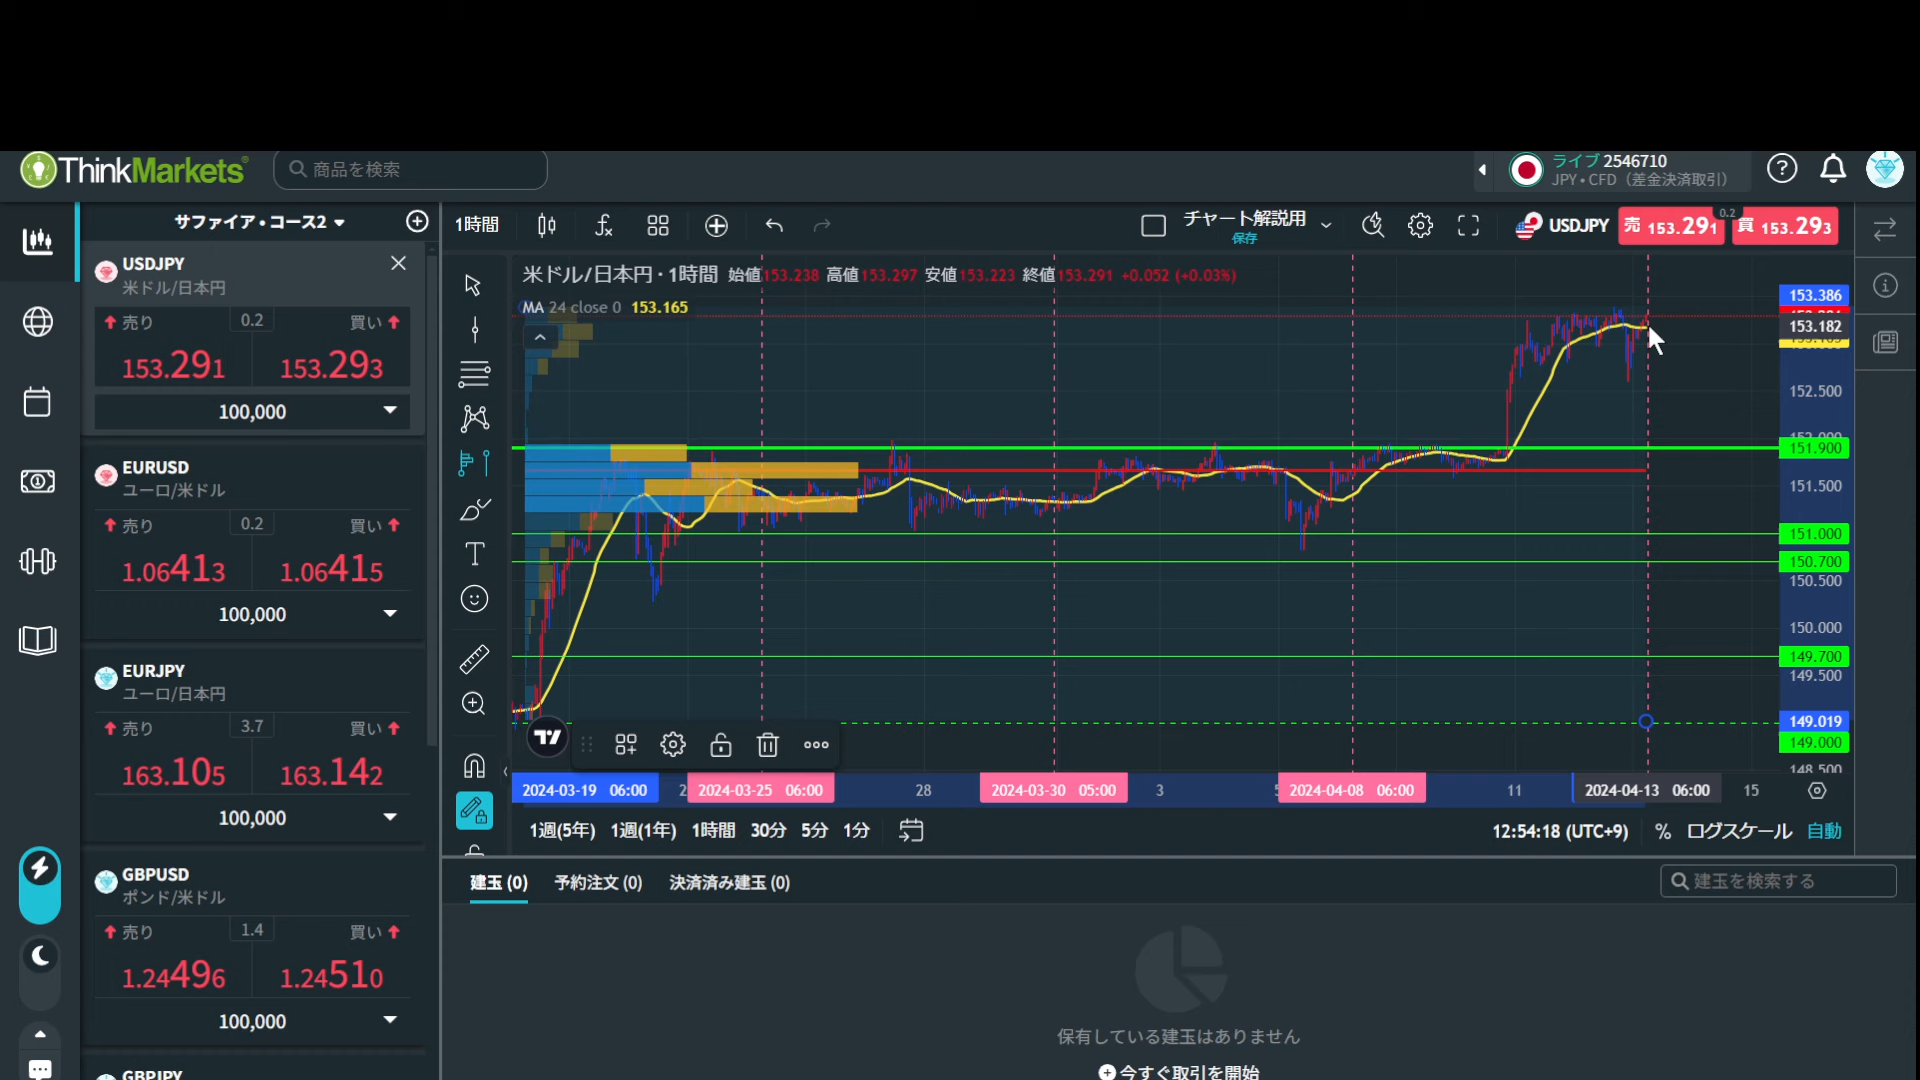 ThinkMarkets
商品を検索
ライブ 2546710
JPY • CFD（差金決済取引）
サファイア • コース2
USDJPY
米ドル/日本円
売り 0.2 買い
153.291 153.293
100,000
EURUSD
ユーロ/米ドル
売り 0.2 買い
1.06413 1.06415
100,000
EURJPY
ユーロ/日本円
売り 3.7 買い
163.105 163.142
100,000
GBPUSD
ポンド/米ドル
売り 1.4 買い
1.24496 1.24510
100,000
GBPJPY
1時間
チャート解説用
保存
USDJPY
売 153.291 0.2 買 153.293
米ドル/日本円 · 1時間 始値153.238 高値153.297 安値153.223 終値153.291 +0.052 (+0.03%)
MA 24 close 0 153.165
153.386
153.182
152.500
151.900
151.500
151.000
150.700
150.500
150.000
149.700
149.500
149.019
149.000
148.500
2024-03-19 06:00 2024-03-25 06:00 28 2024-03-30 05:00 3 2024-04-08 06:00 11 2024-04-13 06:00 15
1週(5年) 1週(1年) 1時間 30分 5分 1分
12:54:18 (UTC+9) % ログスケール 自動
建玉 (0) 予約注文 (0) 決済済み建玉 (0)
建玉を検索する
保有している建玉はありません
今すぐ取引を開始